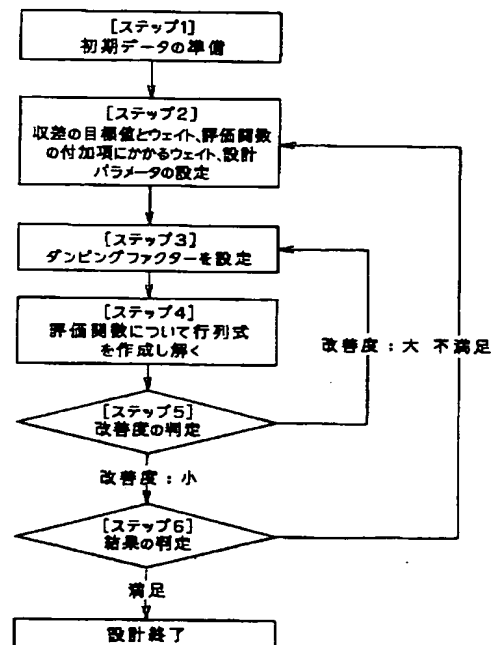 [ステップ1]
初期データの準備
[ステップ2]
収差の目標値とウェイト、評価関数
の付加項にかかるウェイト、設計
パラメータの設定
[ステップ3]
ダンピングファクターを設定
[ステップ4]
評価関数について行列式
を作成し解く
改善度：大 不満足
[ステップ5]
改善度の判定
改善度：小
[ステップ6]
結果の判定
満足
設計終了